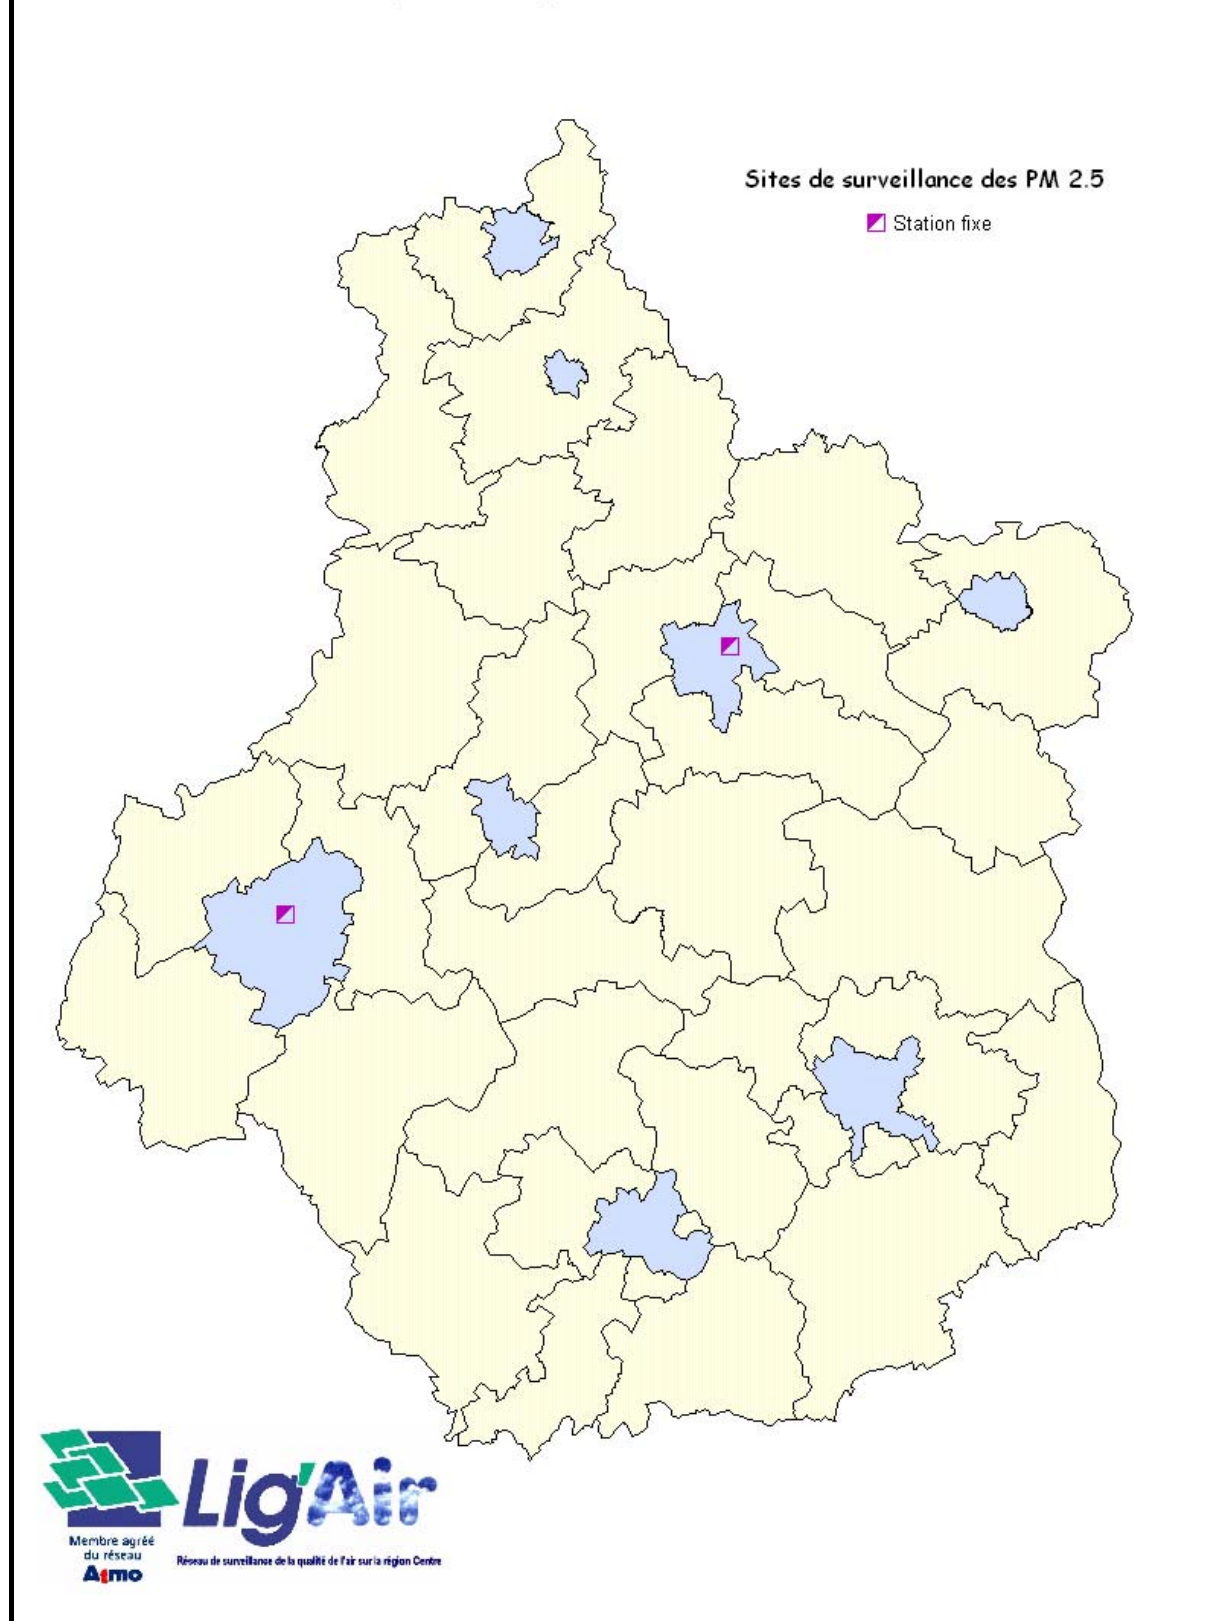 Sites de surveillance des PM 2.5
Station fixe
Lig'Air
Membre agréé
du réseau
Atmo
Réseau de surveillance de la qualité de l'air sur la région Centre